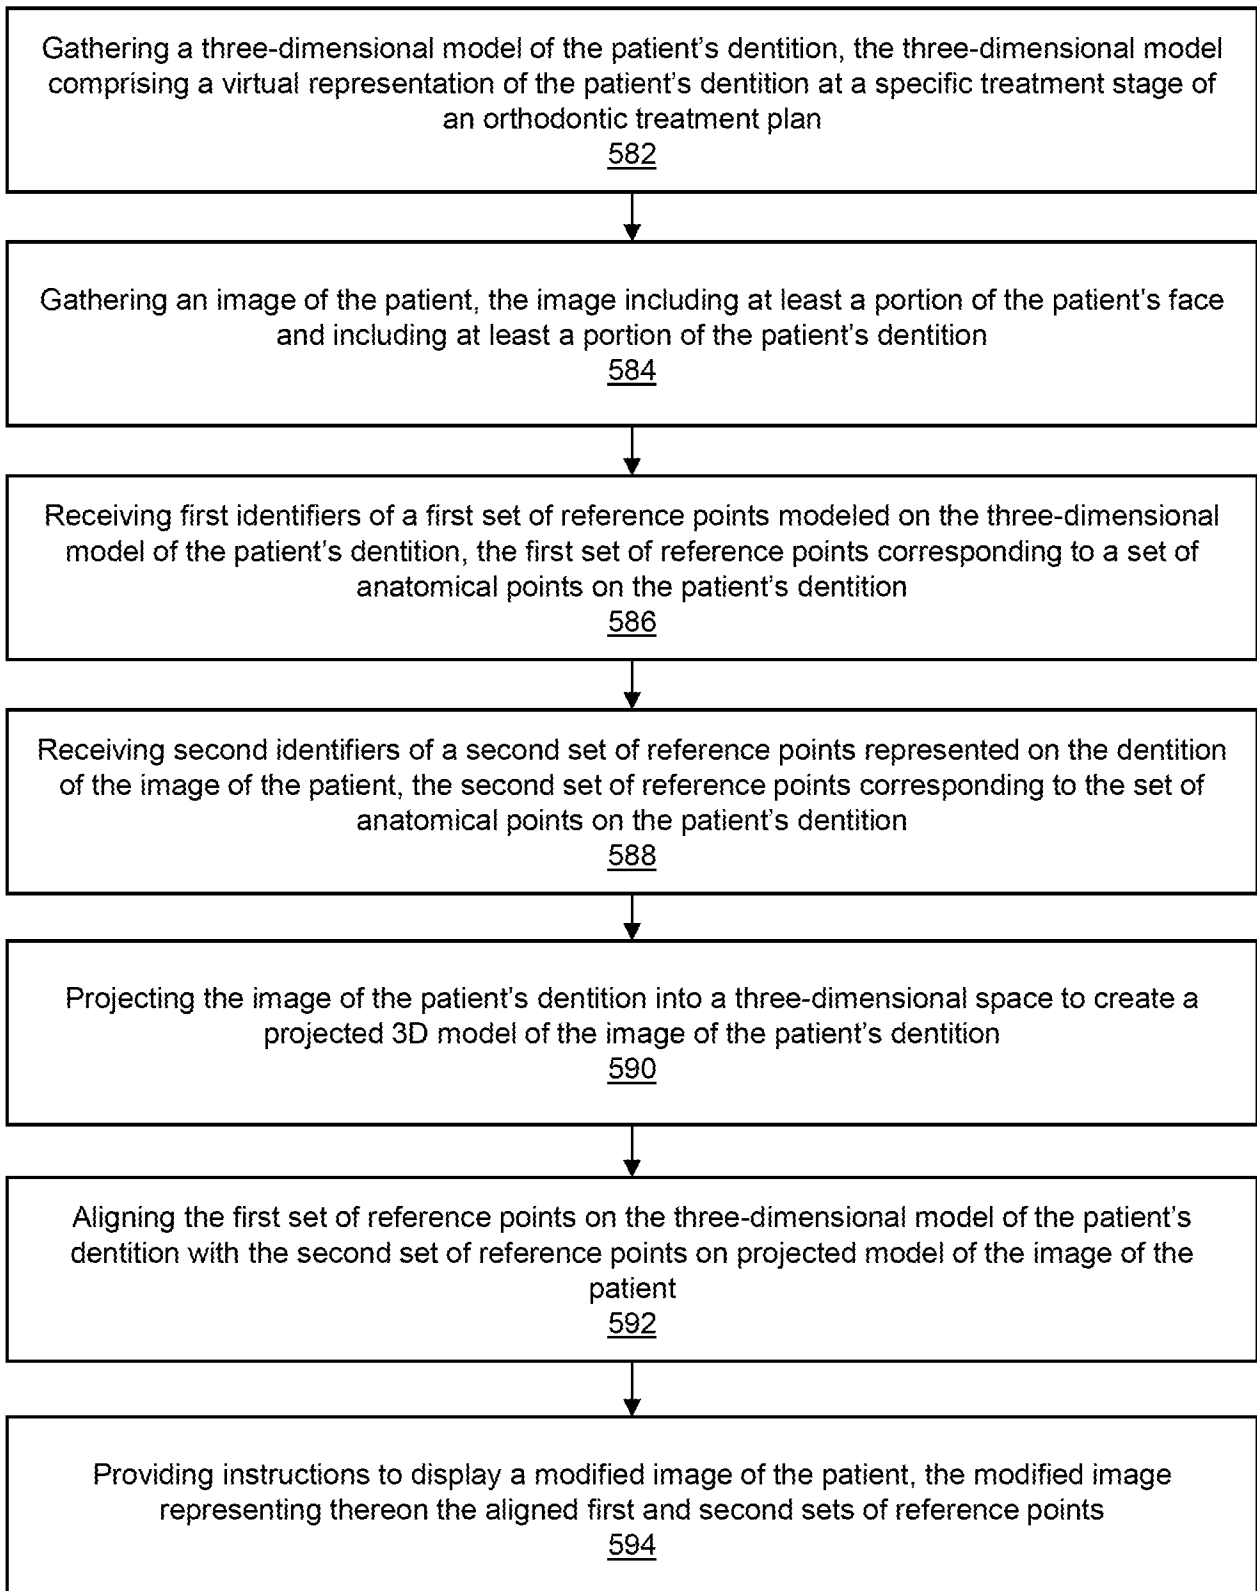 Gathering a three-dimensional model of the patient's dentition, the three-dimensional model
comprising a virtual representation of the patient's dentition at a specific treatment stage of
an orthodontic treatment plan
582
Gathering an image of the patient, the image including at least a portion of the patient's face
and including at least a portion of the patient's dentition
584
Receiving first identifiers of a first set of reference points modeled on the three-dimensional
model of the patient's dentition, the first set of reference points corresponding to a set of
anatomical points on the patient's dentition
586
Receiving second identifiers of a second set of reference points represented on the dentition
of the image of the patient, the second set of reference points corresponding to the set of
anatomical points on the patient's dentition
588
Projecting the image of the patient's dentition into a three-dimensional space to create a
projected 3D model of the image of the patient's dentition
590
Aligning the first set of reference points on the three-dimensional model of the patient's
dentition with the second set of reference points on projected model of the image of the
patient
592
Providing instructions to display a modified image of the patient, the modified image
representing thereon the aligned first and second sets of reference points
594